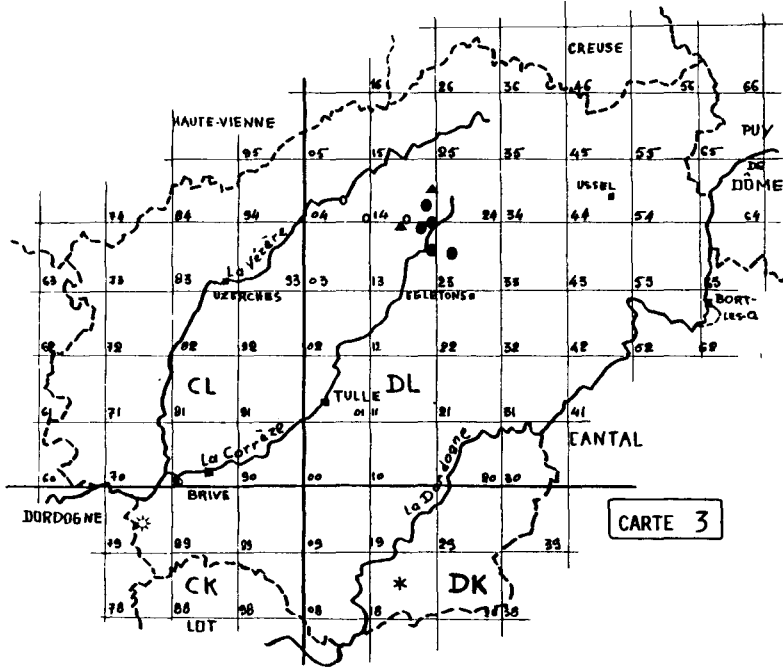 CREUSE
16 26 36 46 56 66
HAUTE-VIENNE
PUY
DE
DÔME
95 05 15 25 35 45 55 65
USSEL
74 84 94 04 14 24 34 44 54 64
La Vézère
63 73 83 93 03 13 23 33 43 53 63
UZERCHES
EGLETONS
BORT-
LES-O
62 72 82 92 02 12 22 32 42 52 62
CL
DL
TULLE
61 71 81 91 01 11 21 31 41
CANTAL
La Corrèze
La Dordogne
60 70 90 00 10 20 30
BRIVE
DORDOGNE
CARTE 3
79 89 99 09 19 29 39
CK
DK
78 88 98 08 18 28 38
LOT